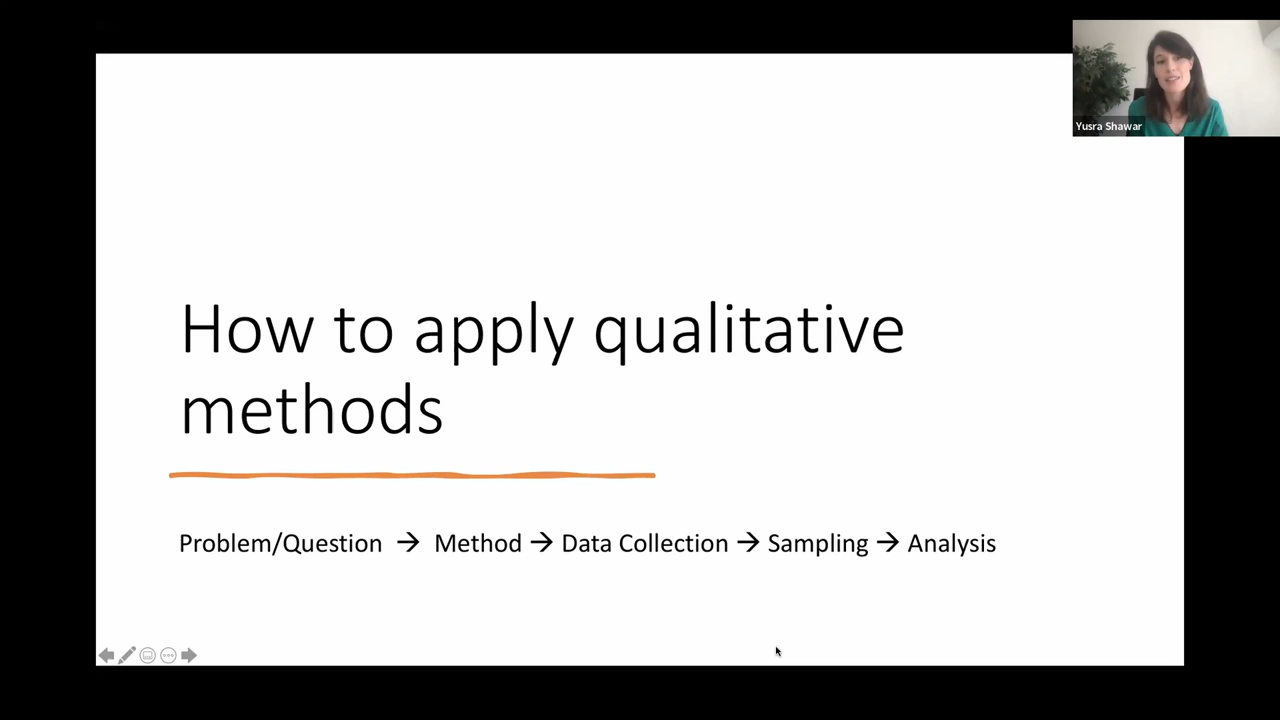 Yusra Shawar
How to apply qualitative
methods
Problem/Question → Method → Data Collection → Sampling → Analysis